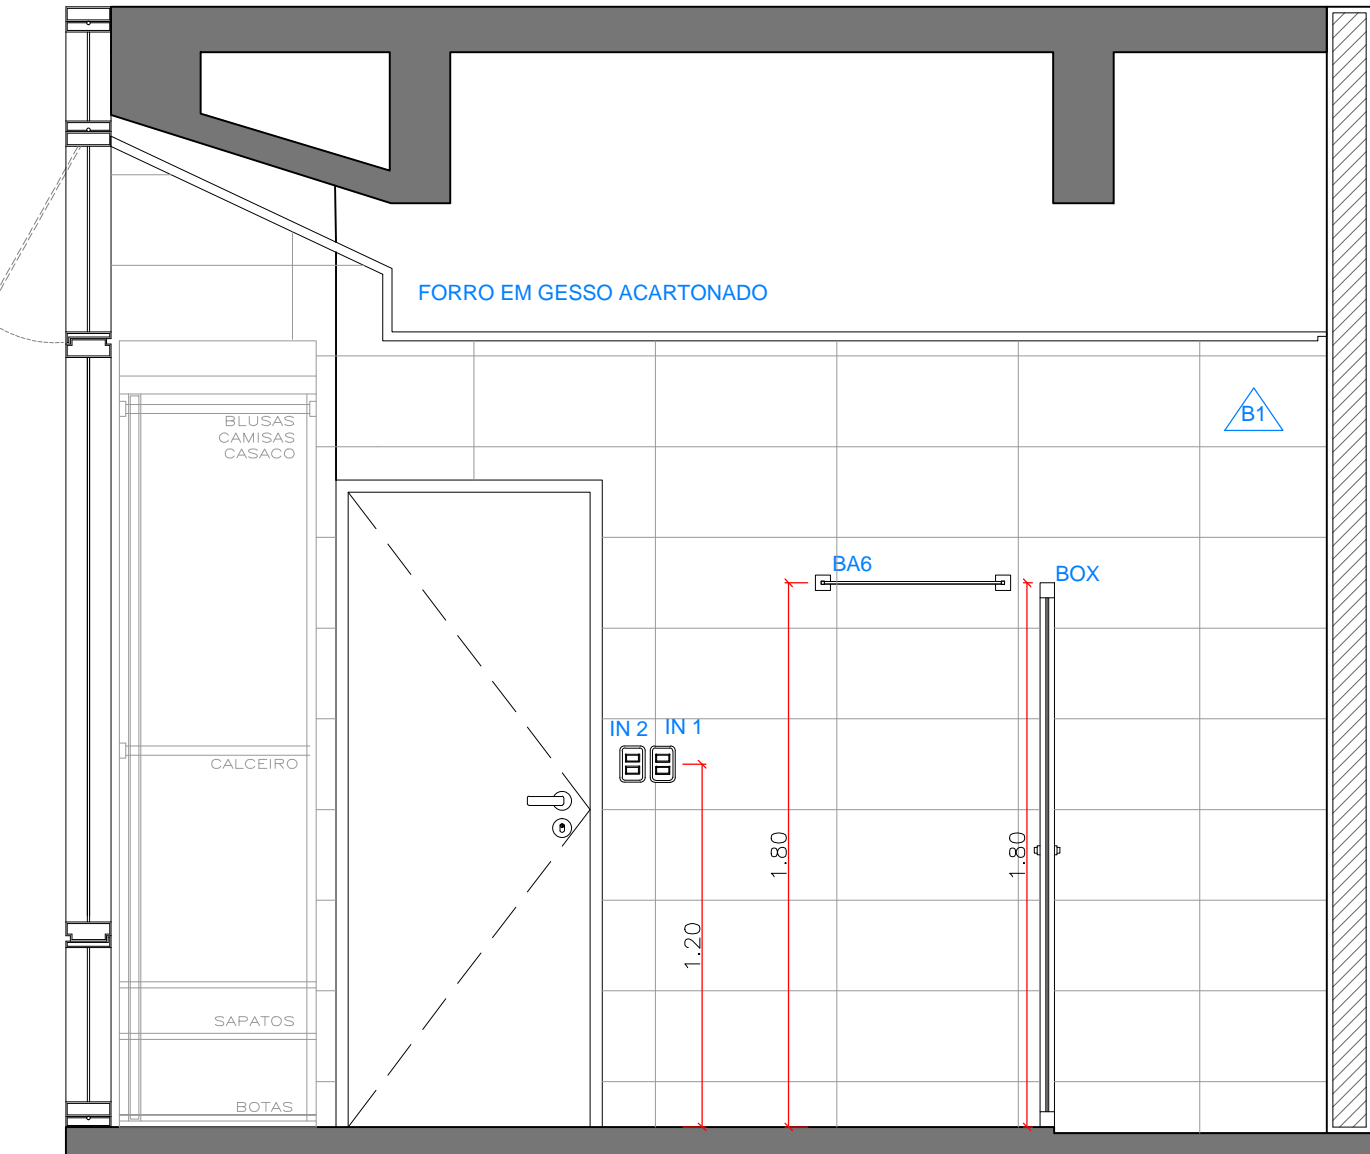 FORRO EM GESSO ACARTONADO
B1
BLUSAS
CAMISAS
CASACO
BA6
BOX
IN 2
IN 1
CALCEIRO
1.80
1.80
1.20
SAPATOS
BOTAS